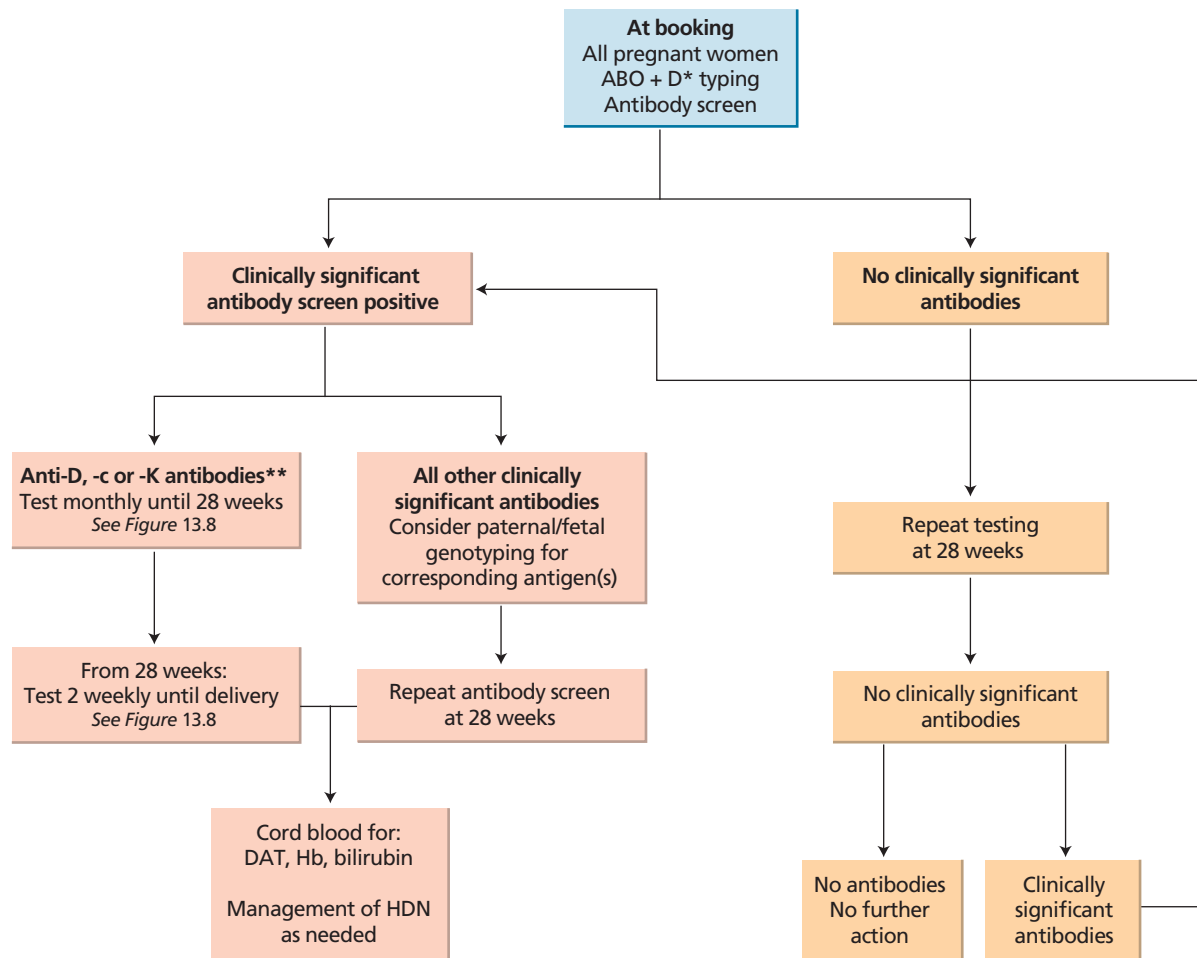 At booking
All pregnant women
ABO + D* typing
Antibody screen
Clinically significant
antibody screen positive
No clinically significant
antibodies
Anti-D, -c or -K antibodies**
Test monthly until 28 weeks
See Figure 13.8
All other clinically
significant antibodies
Consider paternal/fetal
genotyping for
corresponding antigen(s)
Repeat testing
at 28 weeks
From 28 weeks:
Test 2 weekly until delivery
See Figure 13.8
Repeat antibody screen
at 28 weeks
No clinically significant
antibodies
Cord blood for:
DAT, Hb, bilirubin
Management of HDN
as needed
No antibodies
No further
action
Clinically
significant
antibodies